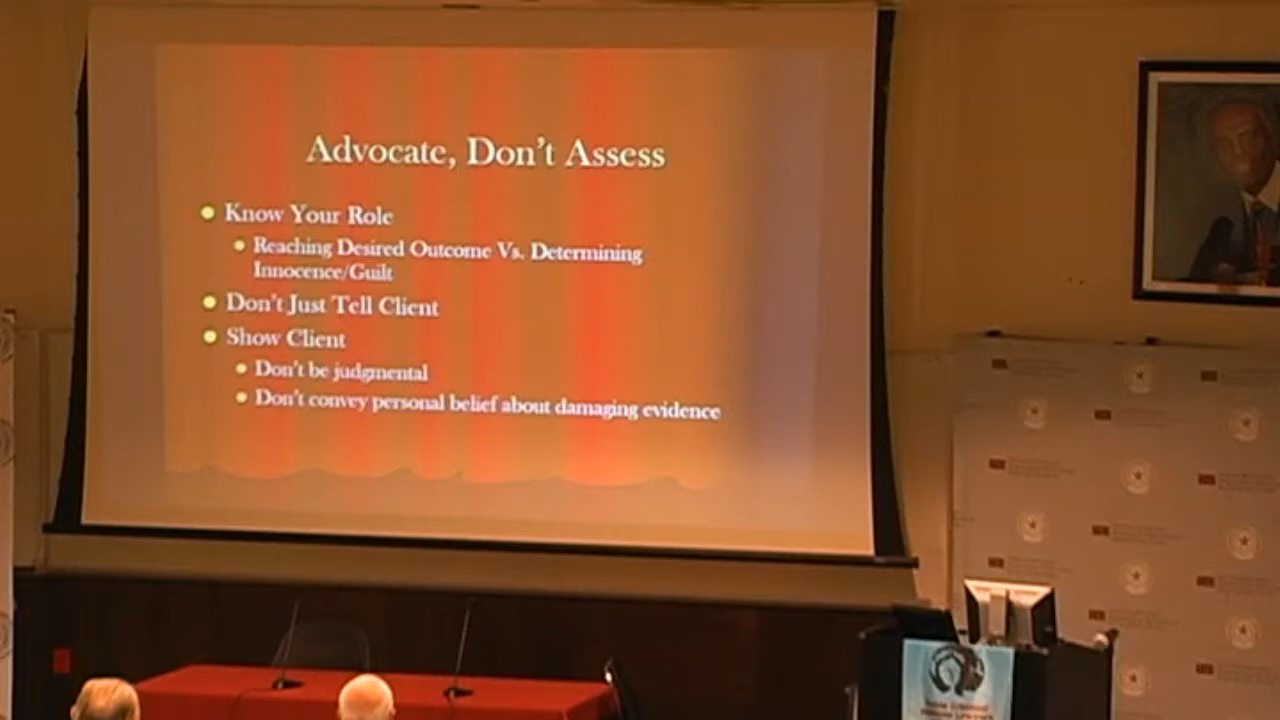 Advocate, Don't Assess
Know Your Role
Reaching Desired Outcome Vs. Determining
Innocence/Guilt
Don't Just Tell Client
Show Client
Don't be judgmental
Don't convey personal belief about damaging evidence